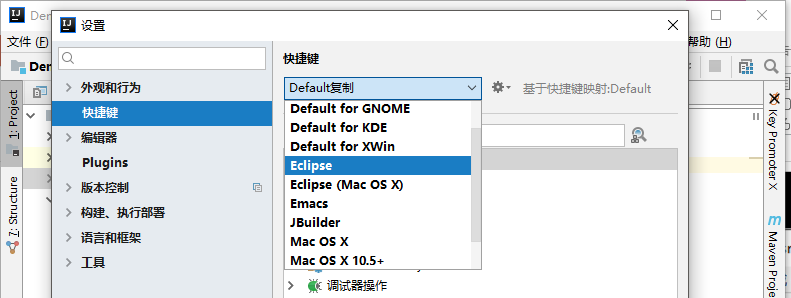 Den
设置
文件 (F)
帮助 (H)
Den
1: Project
7: Structure
外观和行为
快捷键
编辑器
Plugins
版本控制
构建、执行部署
语言和框架
工具
快捷键
Default复制
基于快捷键映射:Default
Default for GNOME
Default for KDE
Default for XWin
Eclipse
Eclipse (Mac OS X)
Emacs
JBuilder
Mac OS X
Mac OS X 10.5+
调试器操作
Key Promoter X
Maven Proje